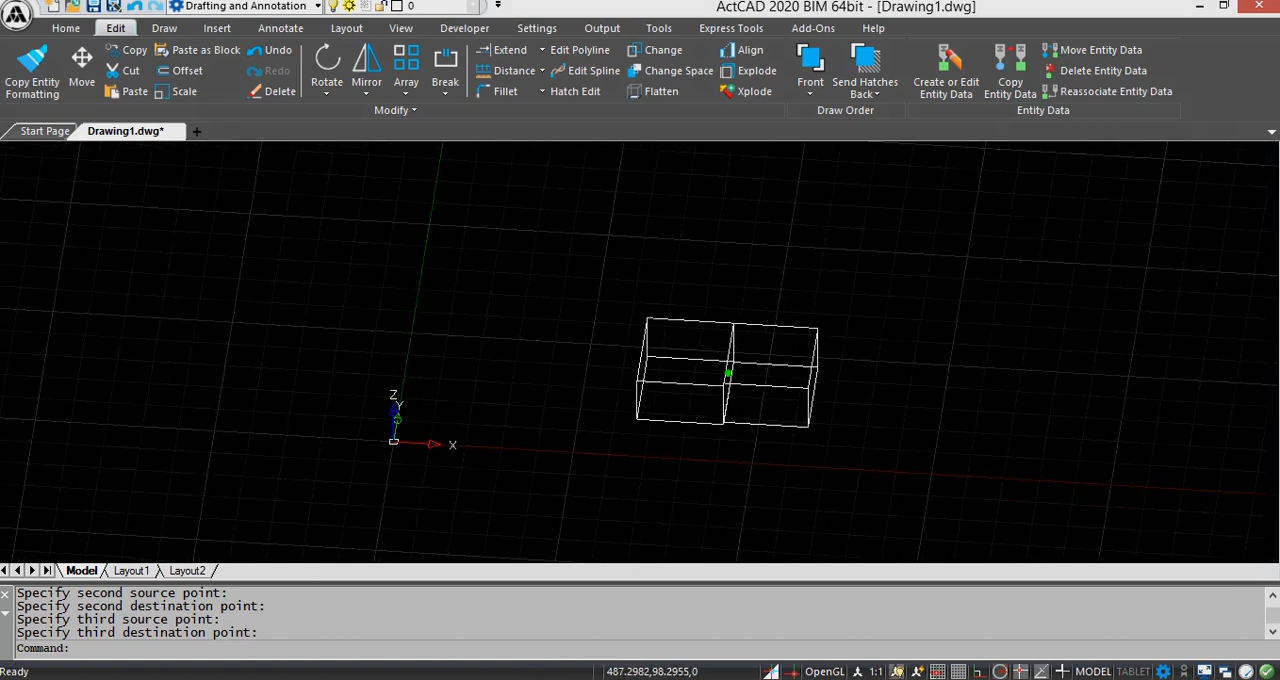 Drafting and Annotation 0 ActCAD 2020 BIM 64bit - [Drawing1.dwg]
Home Edit Draw Insert Annotate Layout View Developer Settings Output Tools Express Tools Add-Ons Help
Copy Paste as Block Undo Extend Edit Polyline Change Align Move Entity Data
Cut Offset Redo Distance Edit Spline Change Space Explode Delete Entity Data
Copy Entity Formatting Move Rotate Mirror Array Break Front Send Hatches Back Create or Edit Entity Data Copy Entity Data
Paste Scale Delete Fillet Hatch Edit Flatten Xplode Reassociate Entity Data
Modify Draw Order Entity Data
Start Page Drawing1.dwg*
Z
Y
X
Model Layout1 Layout2
Specify second source point:
Specify second destination point:
Specify third source point:
Specify third destination point:
Command:
Ready 487.2982,98.2955,0 OpenGL 1:1 MODEL TABLET